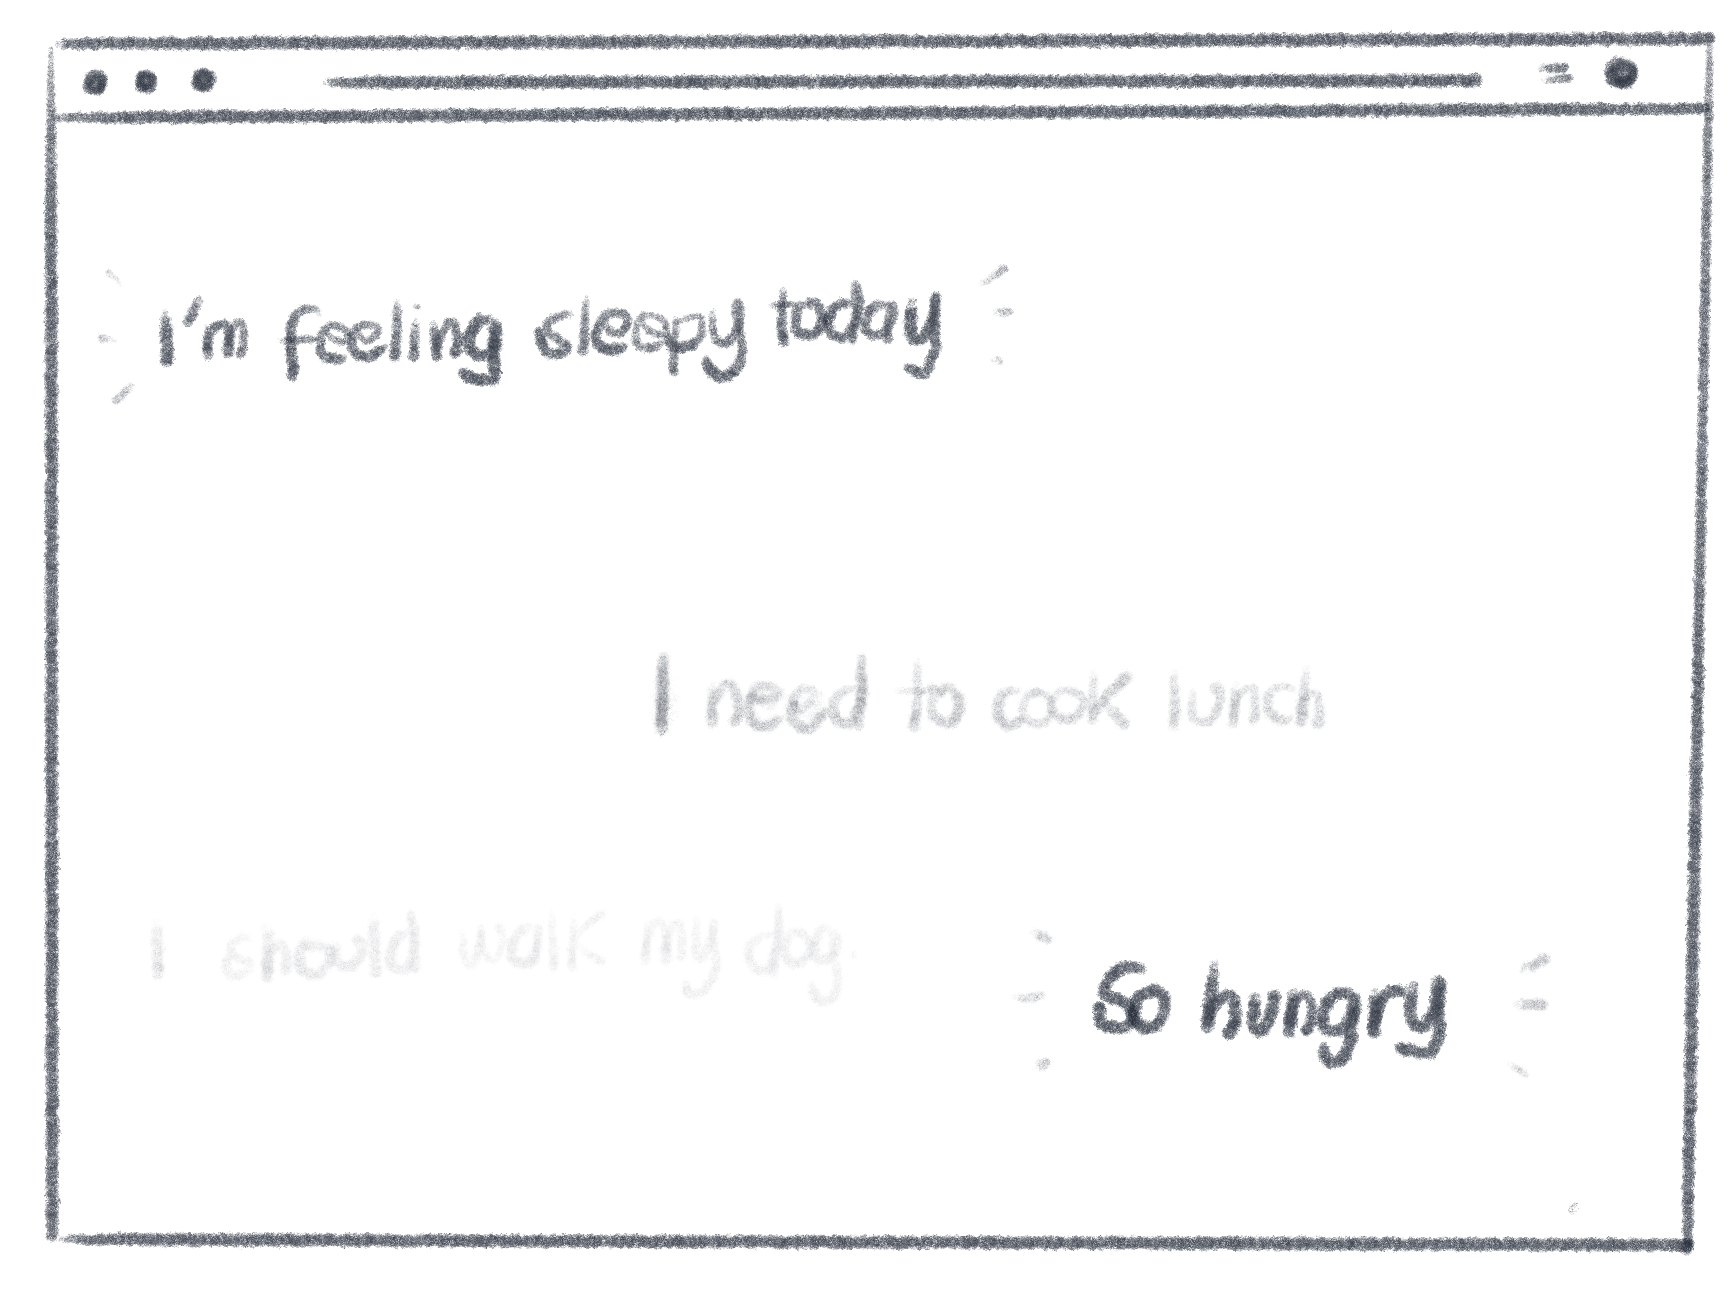 I'm feeling sleepy today
I need to cook lunch
I should walk my dog.
So hungry